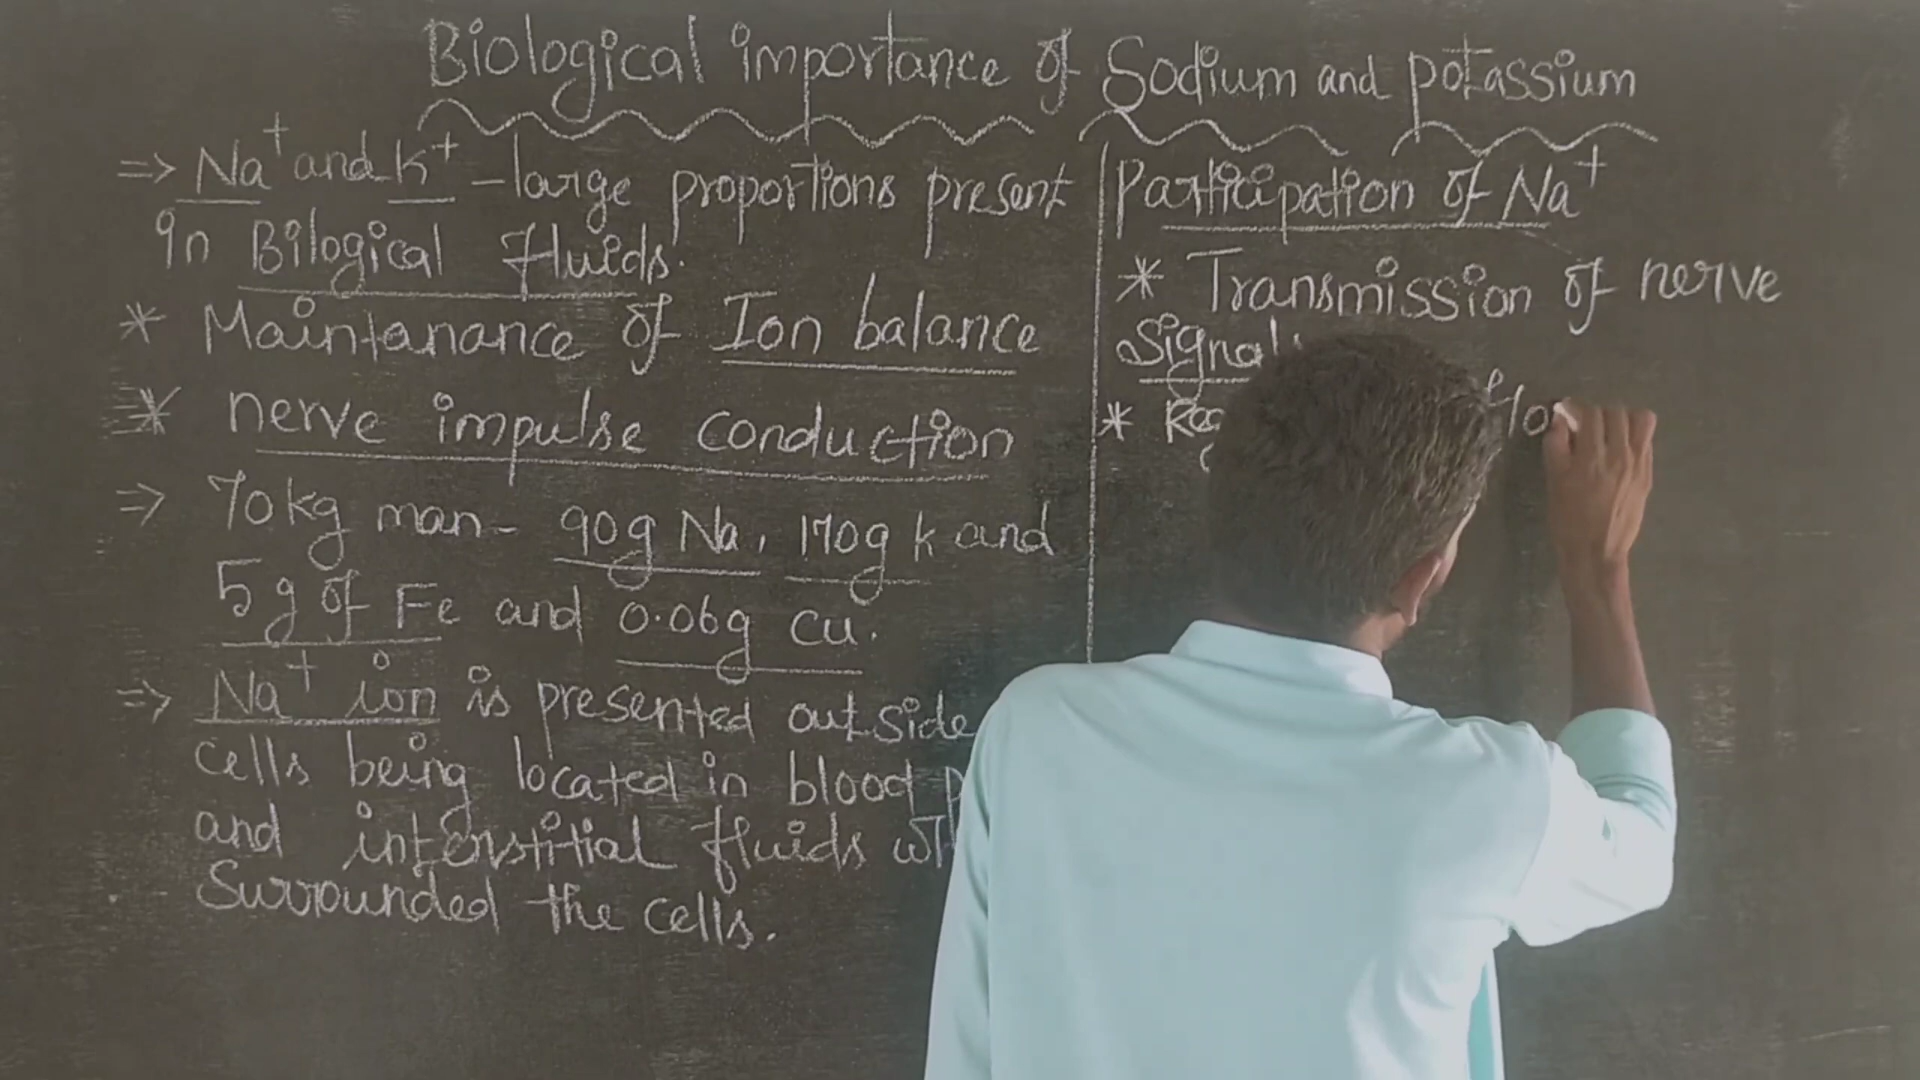 Biological importance of Sodium and potassium
=> Na⁺ and K⁺ - large proportions present
in Bilogical fluids.
* Maintanance of Ion balance
* nerve impulse conduction
=> 70kg man - 90g Na, 170g k and
5g of Fe and 0.06g cu.
=> Na⁺ ion is presented outside
cells being located in blood
and interstitial fluids
Surrounded the cells.
Participation of Na⁺
* Transmission of nerve
*